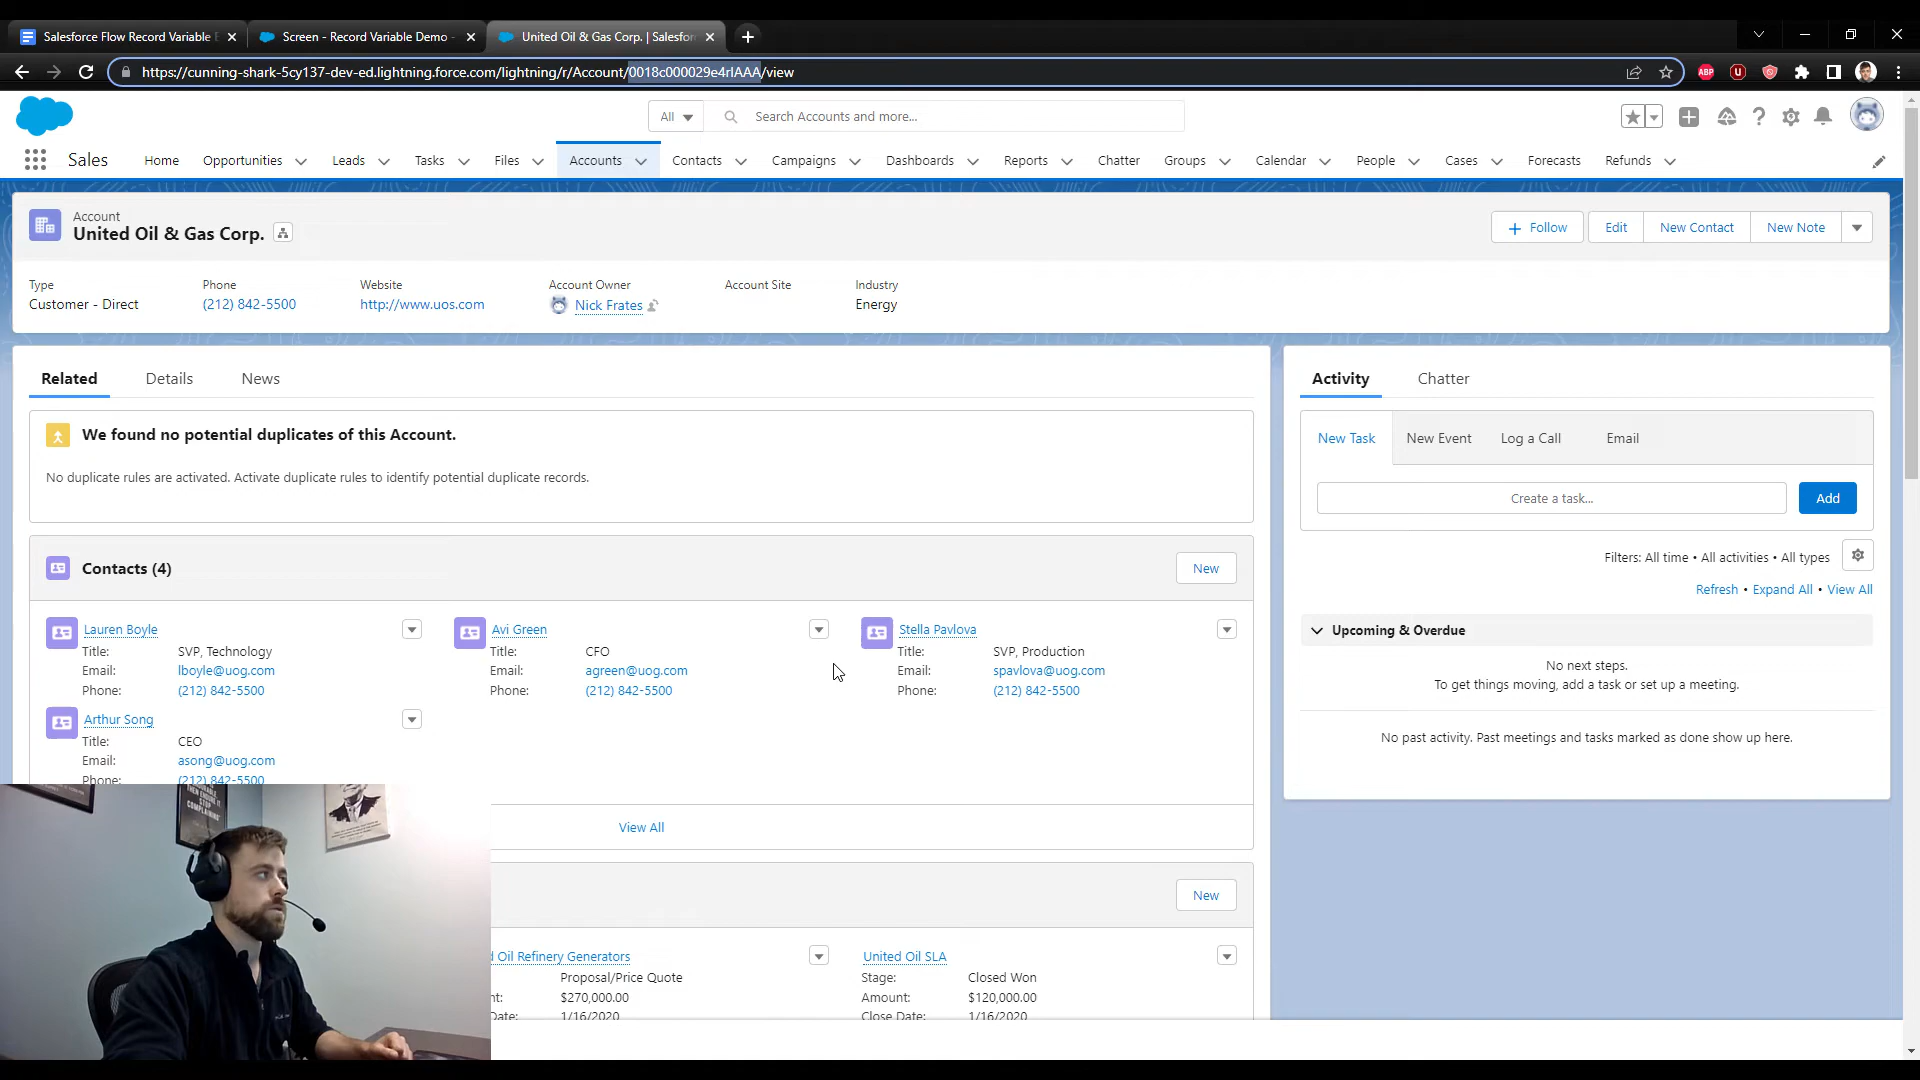 Salesforce Flow Record Variable
Screen - Record Variable Demo -
United Oil & Gas Corp. | Salesfor
https://cunning-shark-5cy137-dev-ed.lightning.force.com/lightning/r/Account/0018c000029e4rlAAA/view
All
Search Accounts and more...
Sales
Home
Opportunities
Leads
Tasks
Files
Accounts
Contacts
Campaigns
Dashboards
Reports
Chatter
Groups
Calendar
People
Cases
Forecasts
Refunds
Account
United Oil & Gas Corp.
Follow
Edit
New Contact
New Note
Type
Customer - Direct
Phone
(212) 842-5500
Website
http://www.uos.com
Account Owner
Nick Frates
Account Site
Industry
Energy
Related
Details
News
We found no potential duplicates of this Account.
No duplicate rules are activated. Activate duplicate rules to identify potential duplicate records.
Contacts (4)
New
Lauren Boyle
Title: SVP, Technology
Email: lboyle@uog.com
Phone: (212) 842-5500
Avi Green
Title: CFO
Email: agreen@uog.com
Phone: (212) 842-5500
Stella Pavlova
Title: SVP, Production
Email: spavlova@uog.com
Phone: (212) 842-5500
Arthur Song
Title: CEO
Email: asong@uog.com
Phone: (212) 842-5500
View All
New
Oil Refinery Generators
Proposal/Price Quote
$270,000.00
Date: 1/16/2020
United Oil SLA
Stage: Closed Won
Amount: $120,000.00
Close Date: 1/16/2020
Activity
Chatter
New Task
New Event
Log a Call
Email
Create a task...
Add
Filters: All time • All activities • All types
Refresh • Expand All • View All
Upcoming & Overdue
No next steps.
To get things moving, add a task or set up a meeting.
No past activity. Past meetings and tasks marked as done show up here.
ABP
THEN ENJOY IT
STOP
COMPLAINING